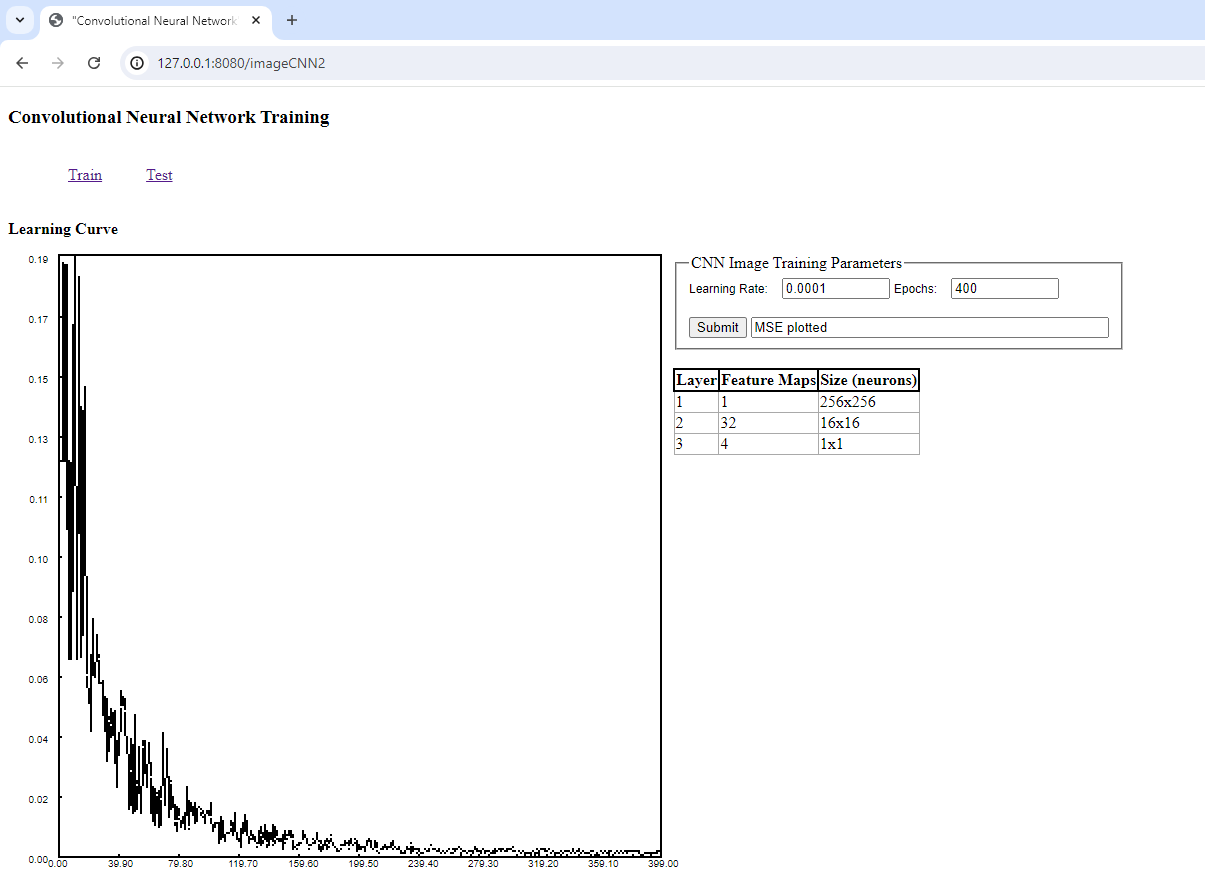 "Convolutional Neural Network
127.0.0.1:8080/imageCNN2
Convolutional Neural Network Training
Train Test
Learning Curve
0.19
0.17
0.15
0.13
0.11
0.10
0.08
0.06
0.04
0.02
0.00
0.00 39.90 79.80 119.70 159.60 199.50 239.40 279.30 319.20 359.10 399.00
CNN Image Training Parameters
Learning Rate: 0.0001 Epochs: 400
Submit MSE plotted
Layer Feature Maps Size (neurons)
1 1 256x256
2 32 16x16
3 4 1x1